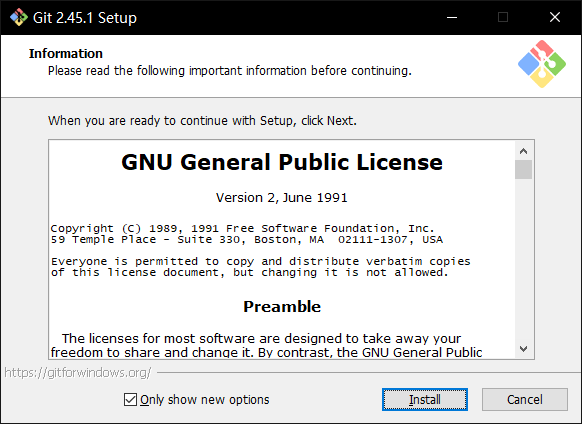 Git 2.45.1 Setup
Information
Please read the following important information before continuing.
When you are ready to continue with Setup, click Next.
GNU General Public License
Version 2, June 1991
Copyright (C) 1989, 1991 Free Software Foundation, Inc.
59 Temple Place - Suite 330, Boston, MA  02111-1307, USA
Everyone is permitted to copy and distribute verbatim copies
of this license document, but changing it is not allowed.
Preamble
The licenses for most software are designed to take away your
freedom to share and change it. By contrast, the GNU General Public
https://gitforwindows.org/
Only show new options
Install
Cancel